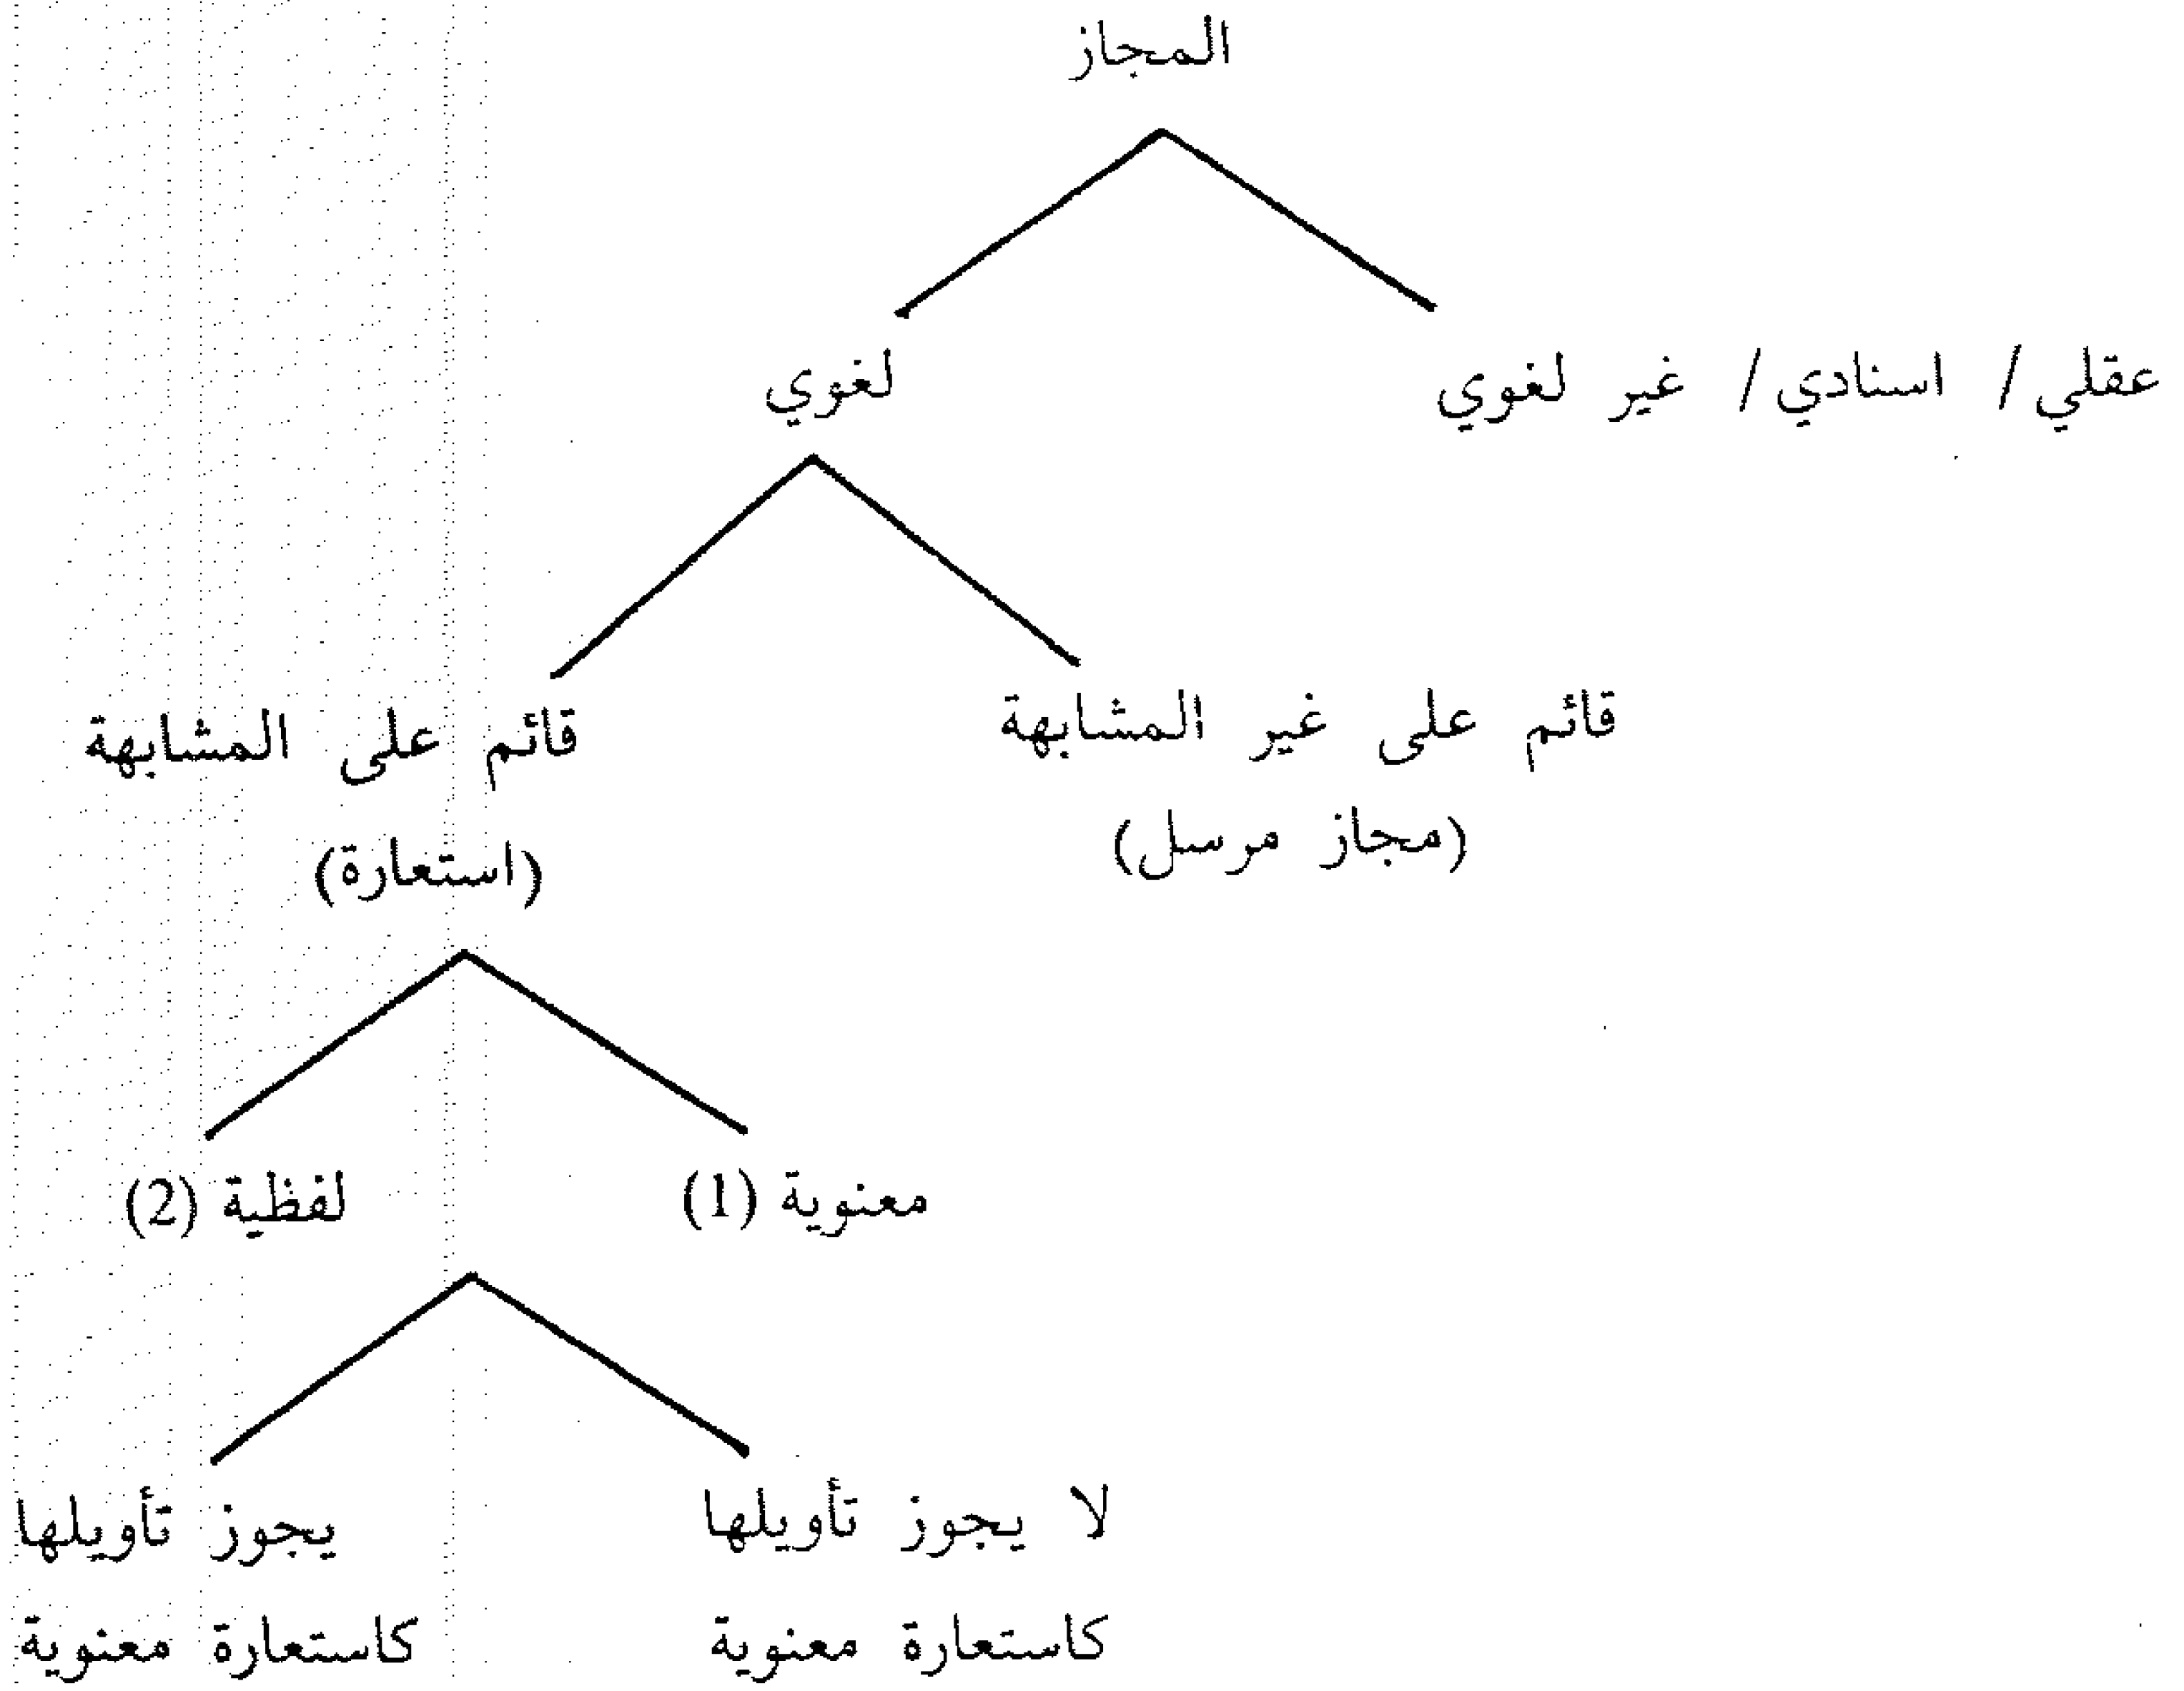 المجاز
عقلي / اسنادي / غير لغوي
لغوي
قائم على غير المشابهة
(مجاز مرسل)
قائم على المشابهة
(استعارة)
معنوية (1)
لفظية (2)
لا يجوز تأويلها
كاستعارة معنوية
يجوز تأويلها
كاستعارة معنوية